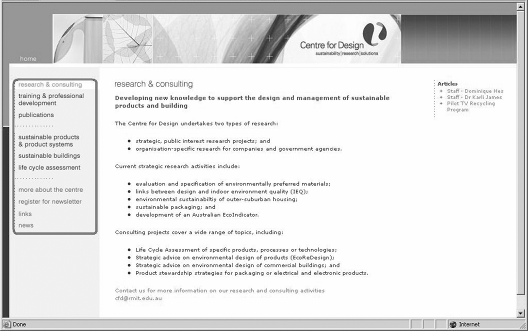 Centre for Design
sustainability|research|solutions
home
research & consulting
training & professional
development
publications
sustainable products
& product systems
sustainable buildings
life cycle assessment
more about the centre
register for newsletter
links
news
research & consulting
Developing new knowledge to support the design and management of sustainable
products and building
The Centre for Design undertakes two types of research:
strategic, public interest research projects; and
organisation-specific research for companies and government agencies.
Current strategic research activities include:
evaluation and specification of environmentally preferred materials;
links between design and indoor environment quality (IEQ);
environmental sustainability of outer-suburban housing;
sustainable packaging; and
development of an Australian EcoIndicator.
Consulting projects cover a wide range of topics, including:
Life Cycle Assessment of specific products, processes or technologies;
Strategic advice on environmental design of products (EcoReDesign);
Strategic advice on environmental design of commercial buildings; and
Product stewardship strategies for packaging or electrical and electronic products.
Contact us for more information on our research and consulting activities
cfd@rmit.edu.au
Articles
Staff - Dominique Hes
Staff - Dr Karli James
Pilot TV Recycling
Program
Done
Internet